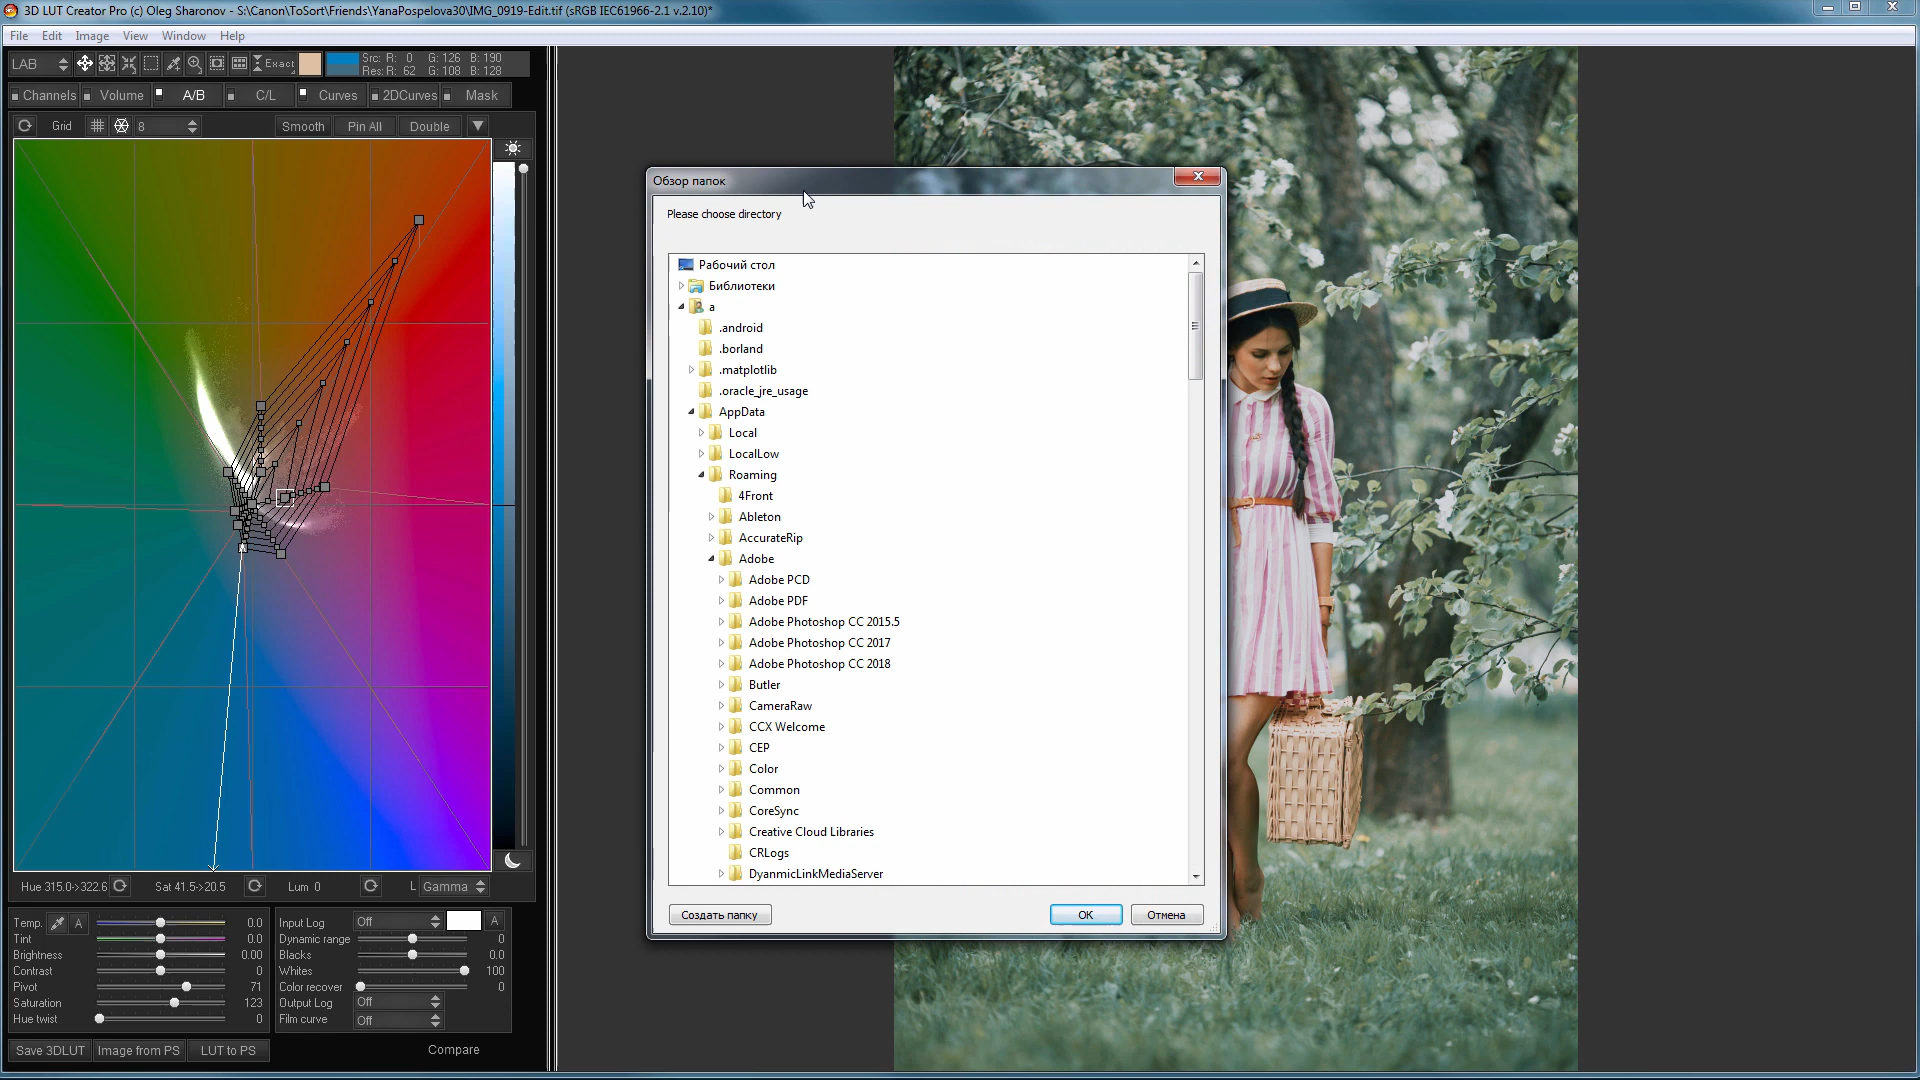 3D LUT Creator Pro (c) Oleg Sharonov - S:\Canon\ToSort\Friends\YanaPospelova30\IMG_0919-Edit.tif (sRGB IEC61966-2.1 v.2.10)*
File Edit Image View Window Help
LAB Exact Src: R: 0 G: 126 B: 190
Res: R: 62 G: 108 B: 128
Channels Volume A/B C/L Curves 2DCurves Mask
Grid 8 Smooth Pin All Double
Обзор папок
Please choose directory
Рабочий стол
Библиотеки
a
.android
.borland
.matplotlib
.oracle_jre_usage
AppData
Local
LocalLow
Roaming
4Front
Ableton
AccurateRip
Adobe
Adobe PCD
Adobe PDF
Adobe Photoshop CC 2015.5
Adobe Photoshop CC 2017
Adobe Photoshop CC 2018
Butler
CameraRaw
CCX Welcome
CEP
Color
Common
CoreSync
Creative Cloud Libraries
CRLogs
DyanmicLinkMediaServer
Создать папку OK Отмена
Hue 315.0->322.6 Sat 41.5->20.5 Lum 0 L Gamma
Temp. A 0.0
Tint 0.0
Brightness 0.00
Contrast 0
Pivot 71
Saturation 123
Hue twist 0
Input Log Off A
Dynamic range 0
Blacks 0.0
Whites 100
Color recover 0
Output Log Off
Film curve Off
Save 3DLUT Image from PS LUT to PS Compare